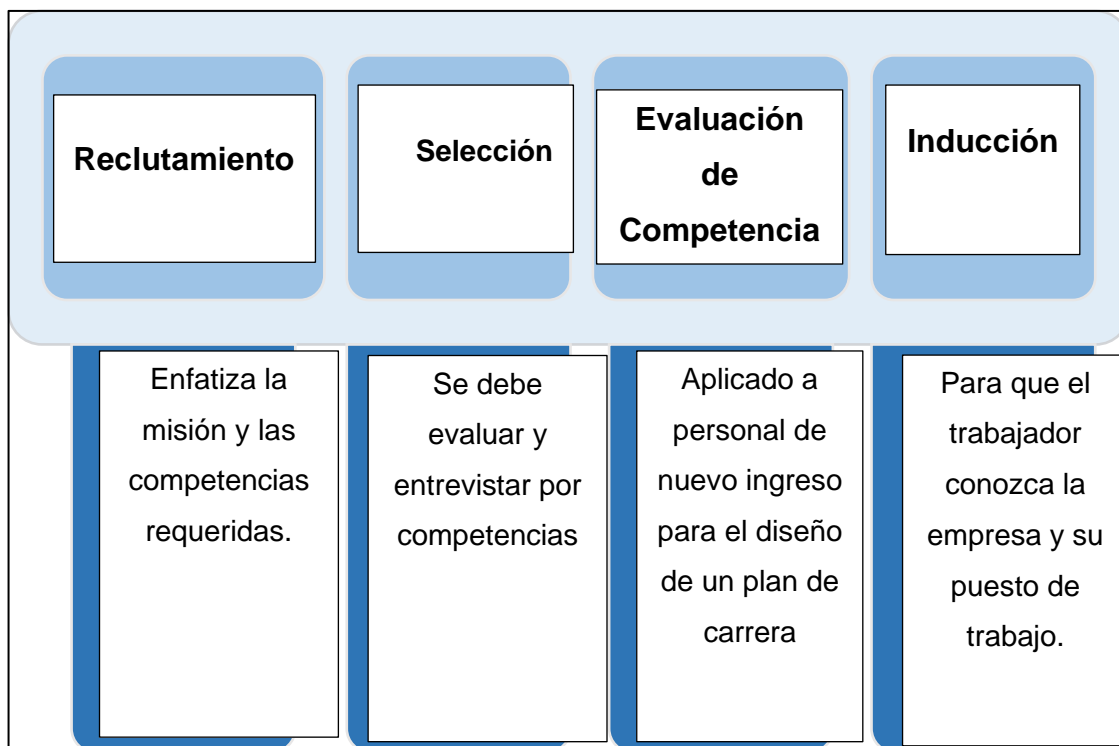 Reclutamiento
Selección
Evaluación
de
Competencia
Inducción
Enfatiza la
misión y las
competencias
requeridas.
Se debe
evaluar y
entrevistar por
competencias
Aplicado a
personal de
nuevo ingreso
para el diseño
de un plan de
carrera
Para que el
trabajador
conozca la
empresa y su
puesto de
trabajo.